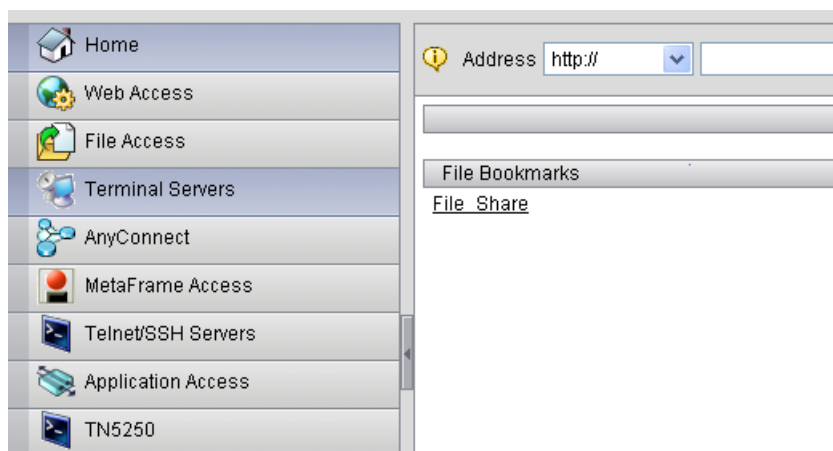 Home
Web Access
File Access
Terminal Servers
AnyConnect
MetaFrame Access
Telnet/SSH Servers
Application Access
TN5250
Address http://
File Bookmarks
File_Share